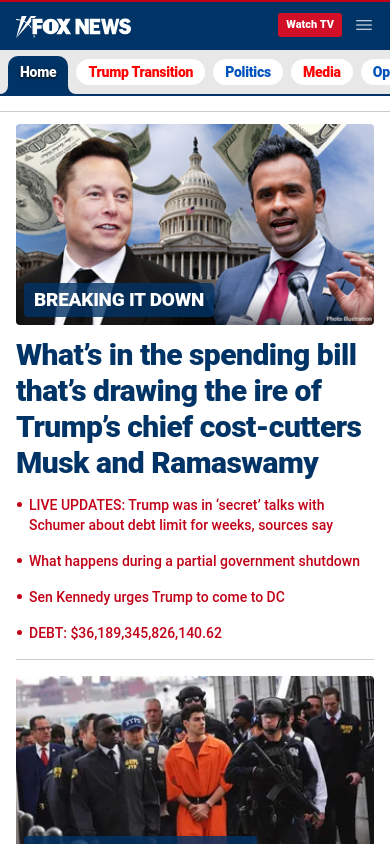 FOX NEWS
Watch TV
Home
Trump Transition
Politics
Media
Op
BREAKING IT DOWN
Photo Illustration
What's in the spending bill
that's drawing the ire of
Trump's chief cost-cutters
Musk and Ramaswamy
• LIVE UPDATES: Trump was in ‘secret’ talks with
Schumer about debt limit for weeks, sources say
• What happens during a partial government shutdown
• Sen Kennedy urges Trump to come to DC
• DEBT: $36,189,345,826,140.62